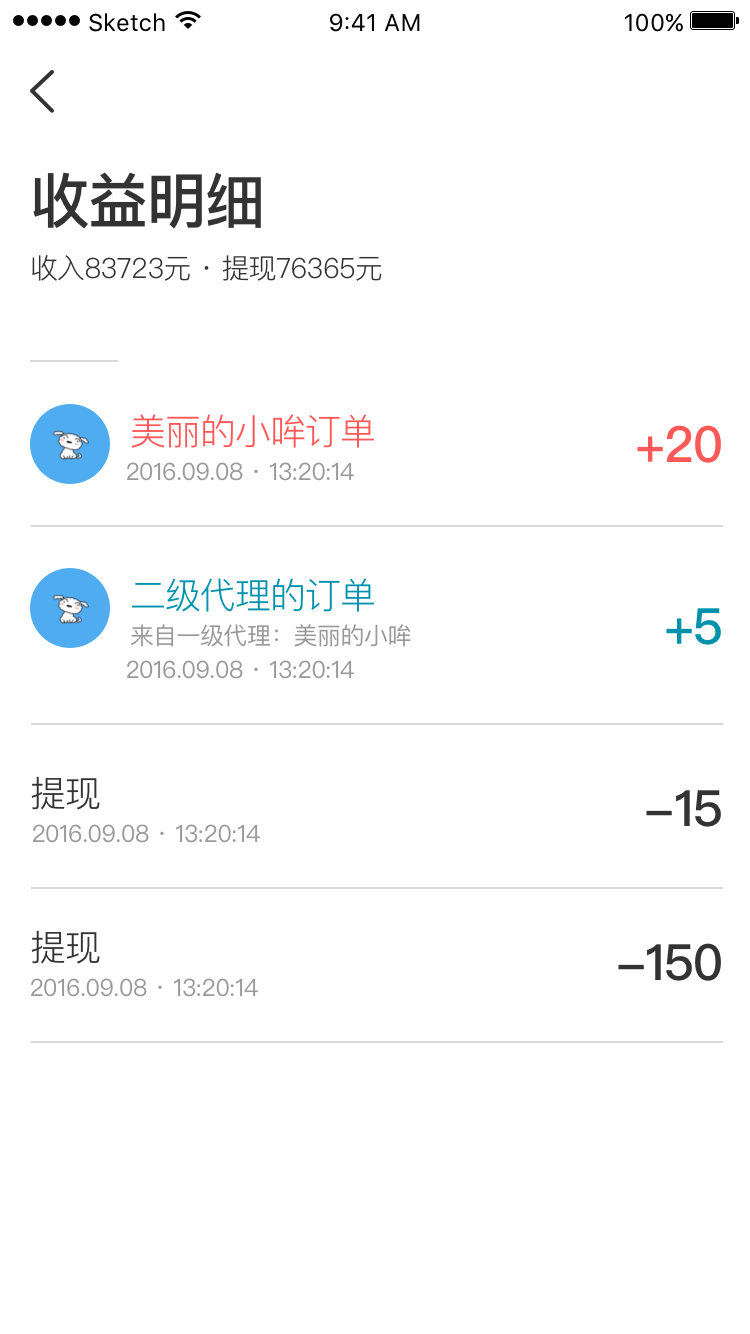 Sketch 9:41 AM 100%
收益明细
收入83723元 · 提现76365元
美丽的小哞订单
+20
2016.09.08 · 13:20:14
二级代理的订单
来自一级代理：美丽的小哞
+5
2016.09.08 · 13:20:14
提现
–15
2016.09.08 · 13:20:14
提现
–150
2016.09.08 · 13:20:14